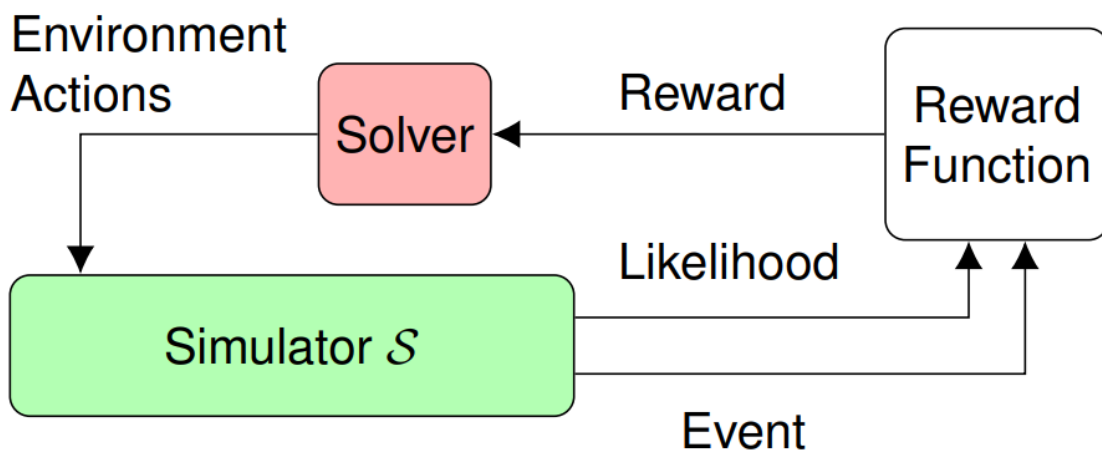 Environment
Actions
Solver
Reward
Reward
Function
Likelihood
Simulator 𝒮
Event